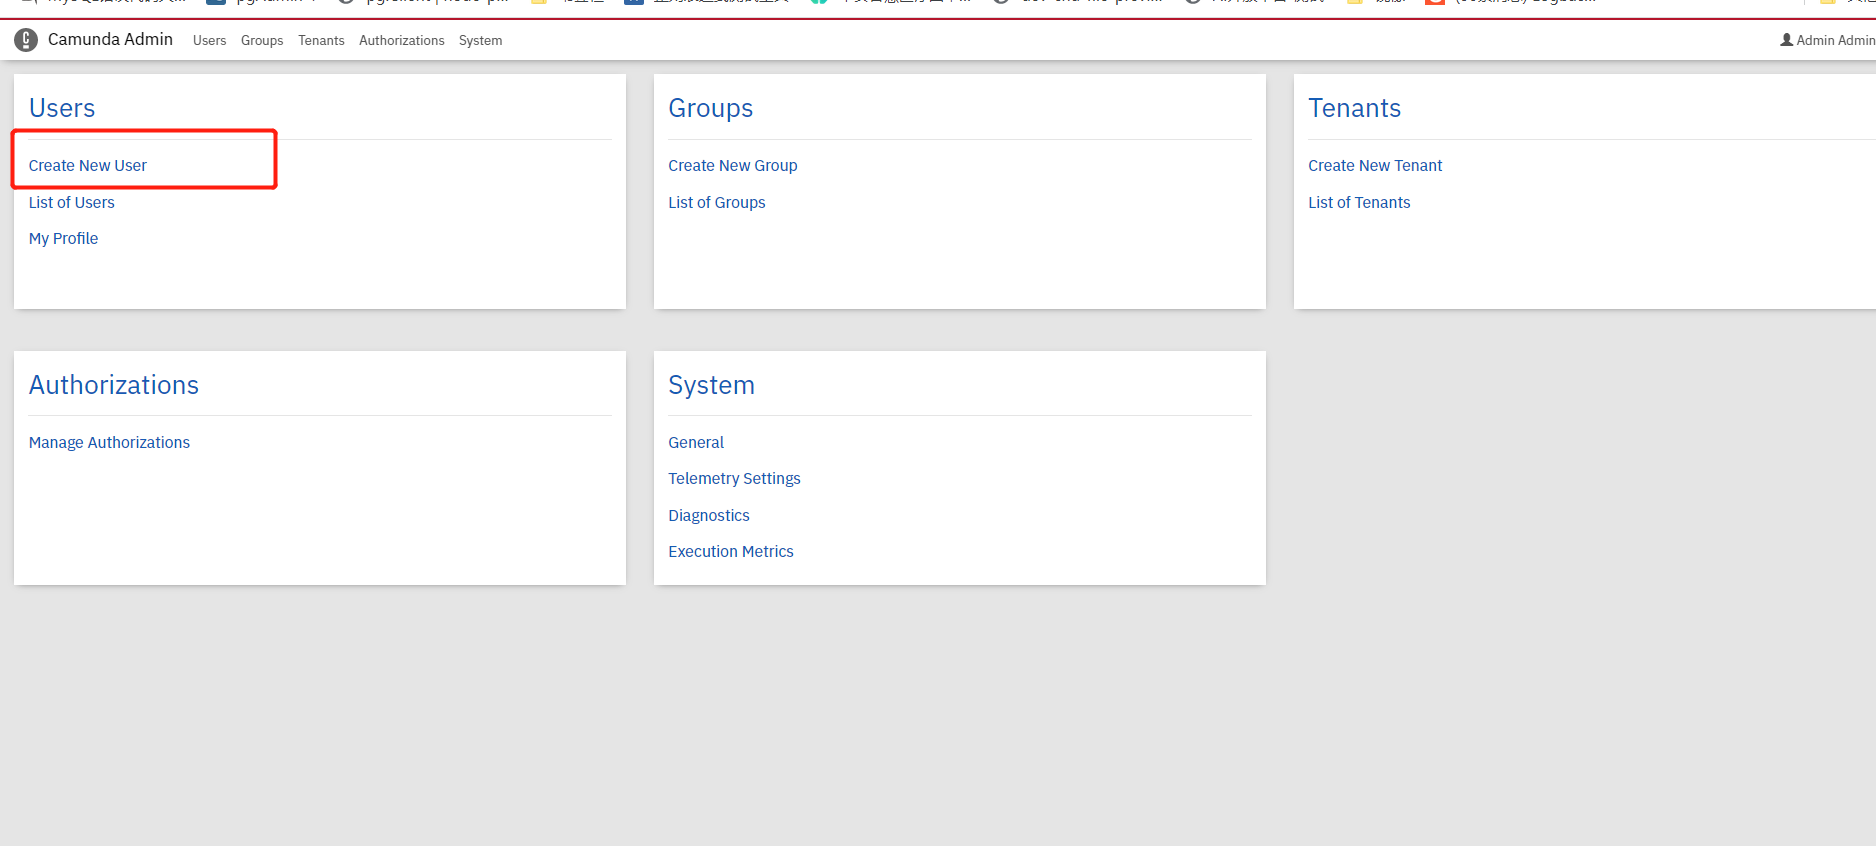 Camunda Admin Users Groups Tenants Authorizations System Admin Admin
Users
Create New User
List of Users
My Profile
Groups
Create New Group
List of Groups
Tenants
Create New Tenant
List of Tenants
Authorizations
Manage Authorizations
System
General
Telemetry Settings
Diagnostics
Execution Metrics